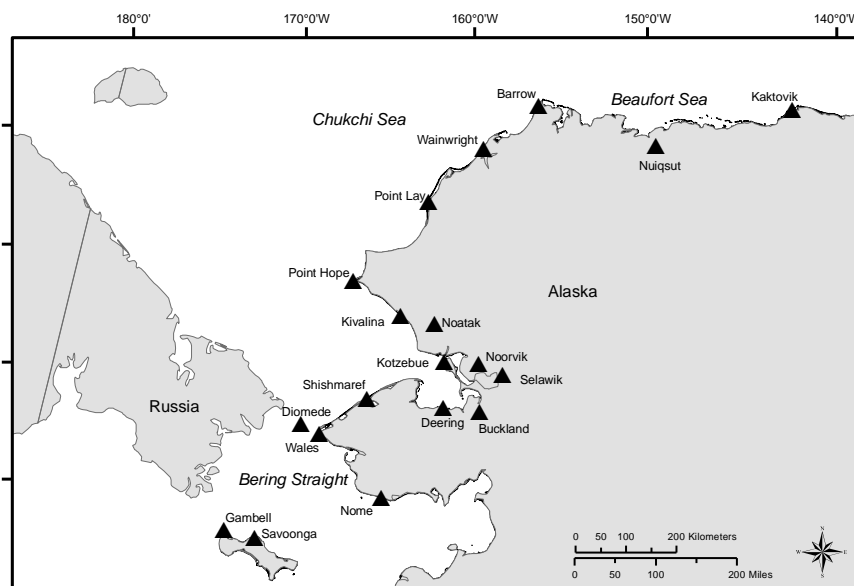 180°0'
170°0'W
160°0'W
150°0'W
140°0'W
Barrow
Beaufort Sea
Kaktovik
Chukchi Sea
Wainwright
Nuiqsut
Point Lay
Point Hope
Alaska
Kivalina
Noatak
Kotzebue
Noorvik
Selawik
Shishmaref
Russia
Diomede
Deering
Buckland
Wales
Bering Straight
Nome
Gambell
Savoonga
0 50 100 200 Kilometers
0 50 100 200 Miles
N
W E
S